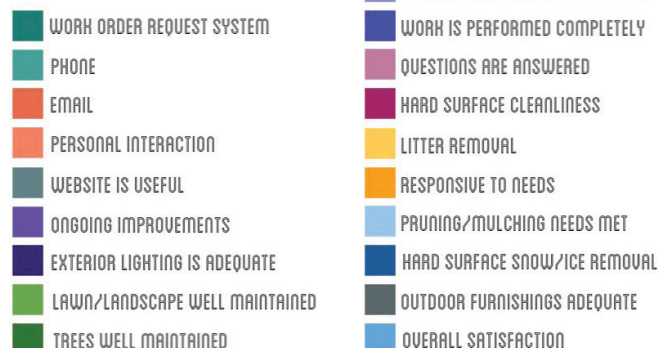 WORK ORDER REQUEST SYSTEM
PHONE
EMAIL
PERSONAL INTERACTION
WEBSITE IS USEFUL
ONGOING IMPROVEMENTS
EXTERIOR LIGHTING IS ADEQUATE
LAWN/LANDSCAPE WELL MAINTAINED
TREES WELL MAINTAINED
WORK IS PERFORMED COMPLETELY
QUESTIONS ARE ANSWERED
HARD SURFACE CLEANLINESS
LITTER REMOVAL
RESPONSIVE TO NEEDS
PRUNING/MULCHING NEEDS MET
HARD SURFACE SNOW/ICE REMOVAL
OUTDOOR FURNISHINGS ADEQUATE
OVERALL SATISFACTION